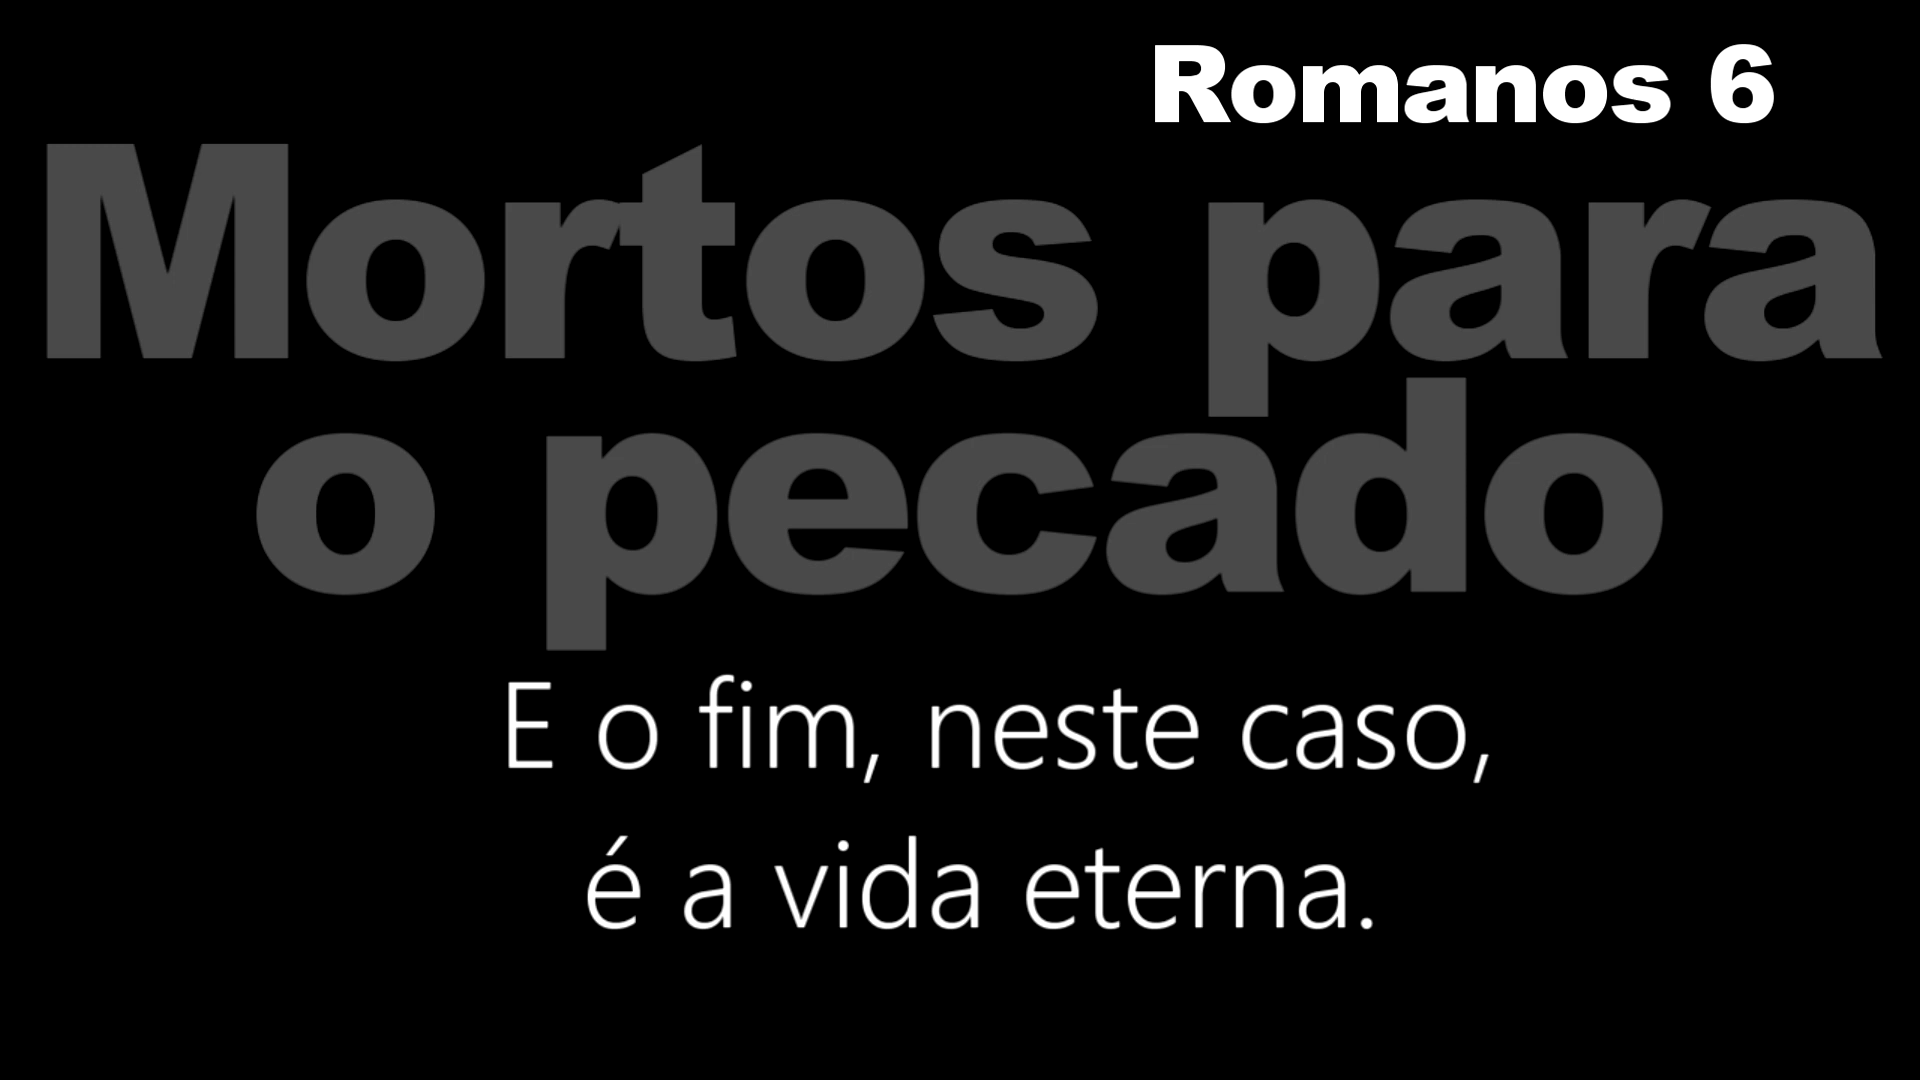 Romanos 6
Mortos para
o pecado
E o fim, neste caso,
é a vida eterna.